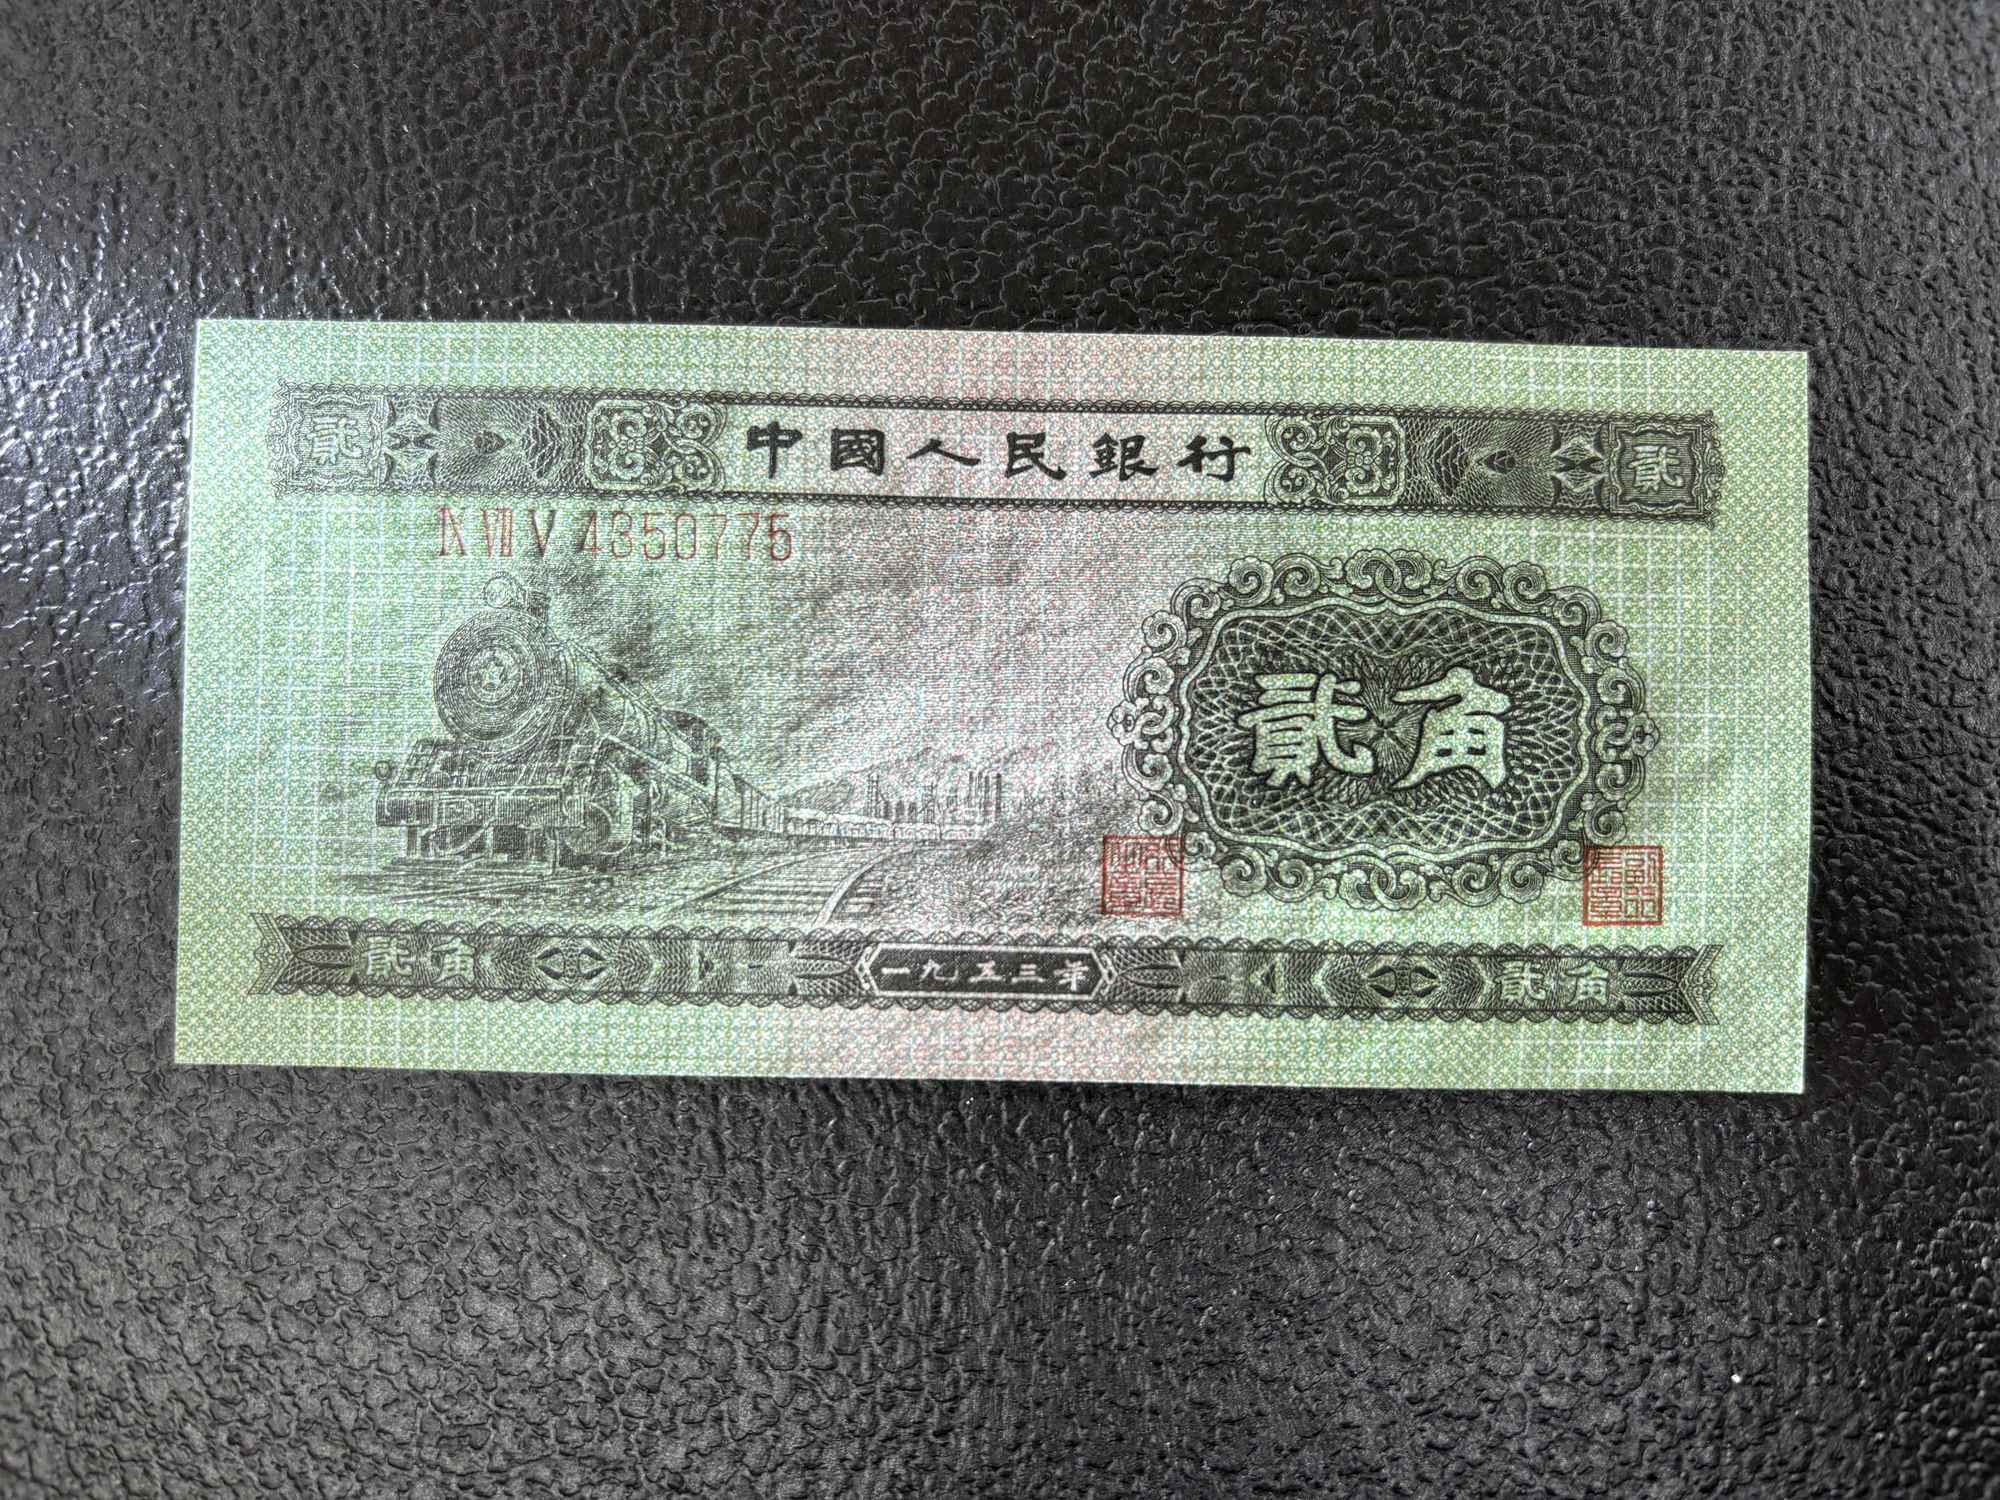 貳 中國人民銀行 貳
IX VII V 4350775
貳角
貳角 一九五三年 貳角